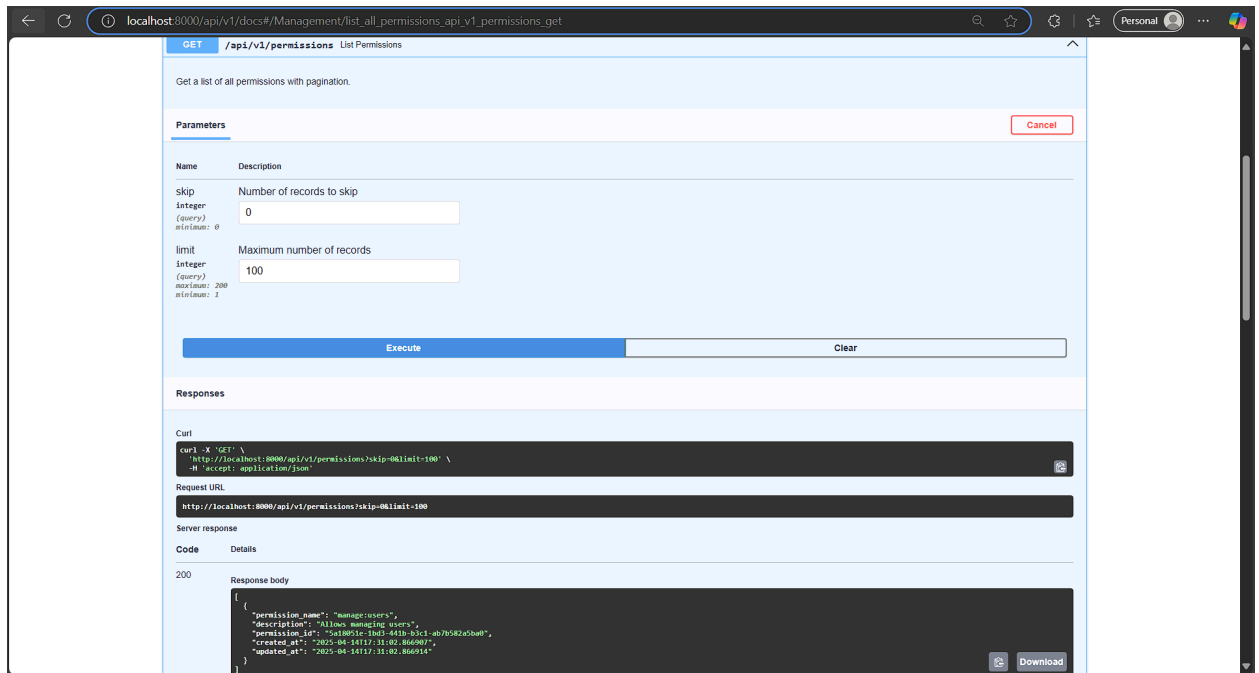 localhost:8000/api/v1/docs#/Management/list_all_permissions_api_v1_permissions_get
Personal
GET /api/v1/permissions List Permissions
Get a list of all permissions with pagination.
Parameters
Cancel
Name Description
skip Number of records to skip
integer
(query)
minimum: 0
0
limit Maximum number of records
integer
(query)
maximum: 200
minimum: 1
100
Execute
Clear
Responses
Curl
curl -X 'GET' \
'http://localhost:8000/api/v1/permissions?skip=0&limit=100' \
-H 'accept: application/json'
Request URL
http://localhost:8000/api/v1/permissions?skip=0&limit=100
Server response
Code Details
200
Response body
[
{
"permission_name": "manage:users",
"description": "Allows managing users",
"permission_id": "5a18051e-1bd3-441b-b3c1-ab7b582a5ba0",
"created_at": "2025-04-14T17:31:02.866907",
"updated_at": "2025-04-14T17:31:02.866914"
}
]
Download